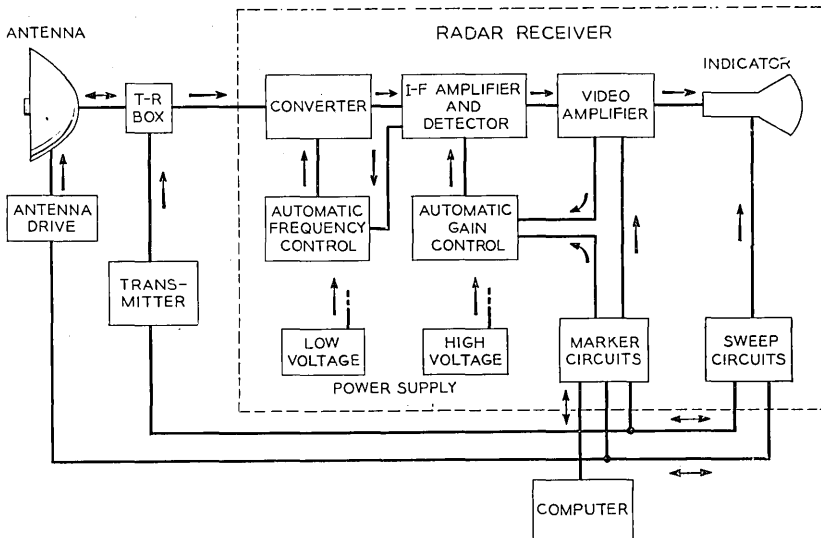 RADAR RECEIVER
ANTENNA
INDICATOR
T-R
BOX
CONVERTER
I-F AMPLIFIER
AND
DETECTOR
VIDEO
AMPLIFIER
ANTENNA
DRIVE
AUTOMATIC
FREQUENCY
CONTROL
AUTOMATIC
GAIN
CONTROL
TRANS-
MITTER
LOW
VOLTAGE
HIGH
VOLTAGE
MARKER
CIRCUITS
SWEEP
CIRCUITS
POWER SUPPLY
COMPUTER